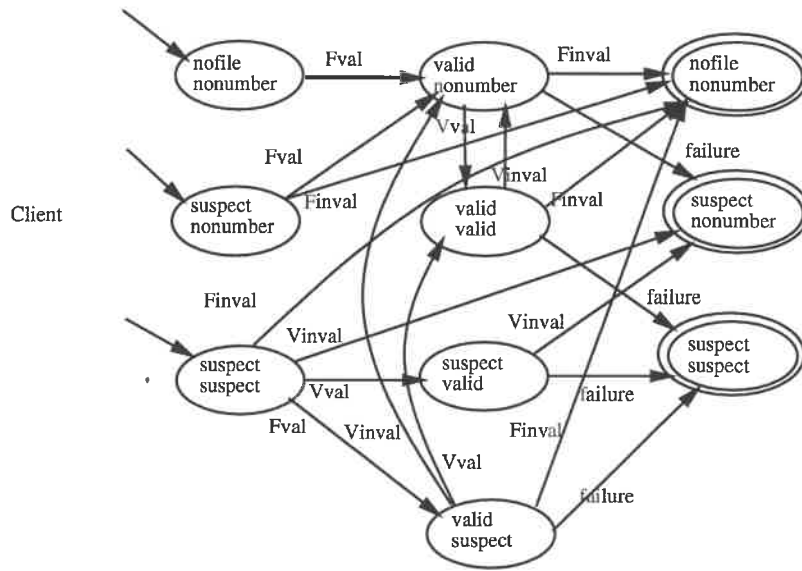 nofile
nonumber
Fval
valid
nonumber
Finval
nofile
nonumber
Vval
failure
Fval
Finval
Vinval
Finval
Client
suspect
nonumber
valid
valid
suspect
nonumber
Finval
Vinval
Vinval
failure
suspect
suspect
Vval
suspect
valid
failure
suspect
suspect
Fval
Vinval
Vval
Finval
failure
valid
suspect